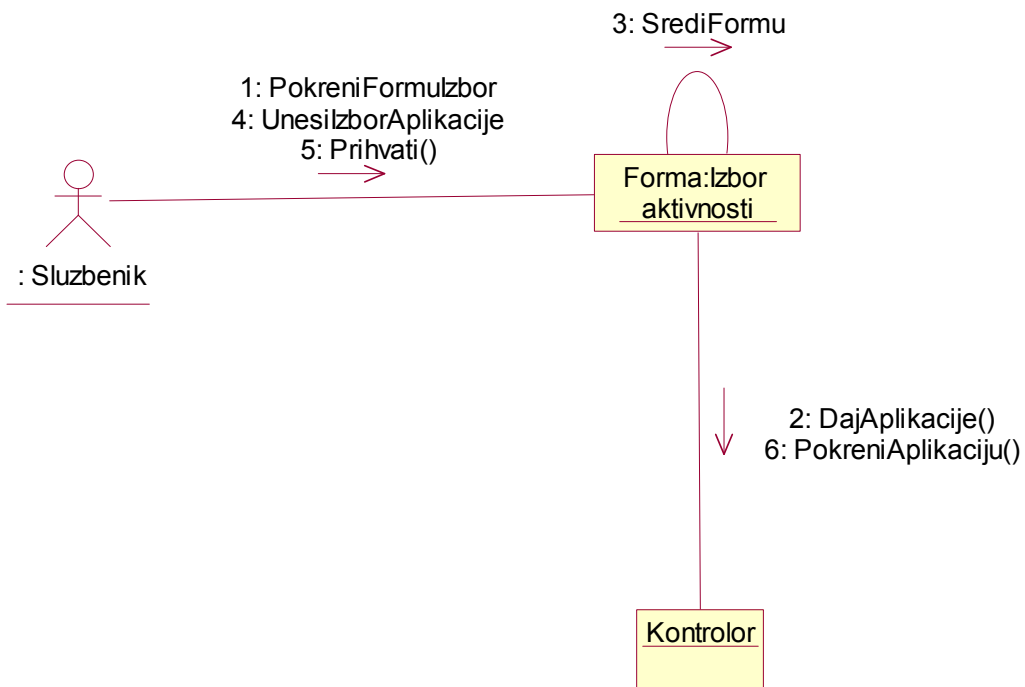 3: SrediFormu
1: PokreniFormuIzbor
4: UnesiIzborAplikacije
5: Prihvati()
Forma:Izbor
aktivnosti
: Sluzbenik
2: DajAplikacije()
6: PokreniAplikaciju()
Kontrolor